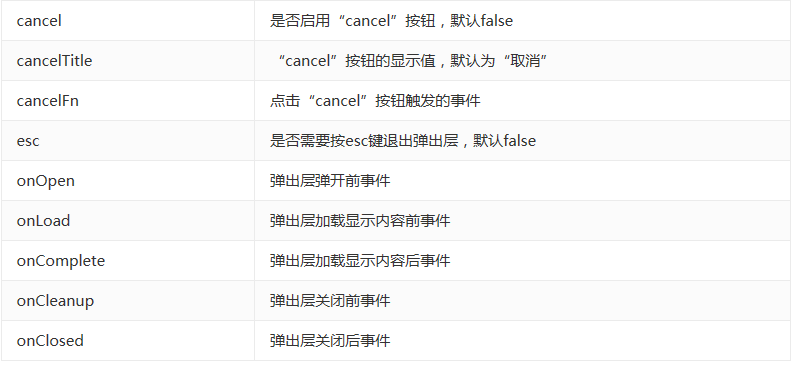 cancel 是否启用“cancel”按钮，默认false
cancelTitle “cancel”按钮的显示值，默认为“取消”
cancelFn 点击“cancel”按钮触发的事件
esc 是否需要按esc键退出弹出层，默认false
onOpen 弹出层弹开前事件
onLoad 弹出层加载显示内容前事件
onComplete 弹出层加载显示内容后事件
onCleanup 弹出层关闭前事件
onClosed 弹出层关闭后事件